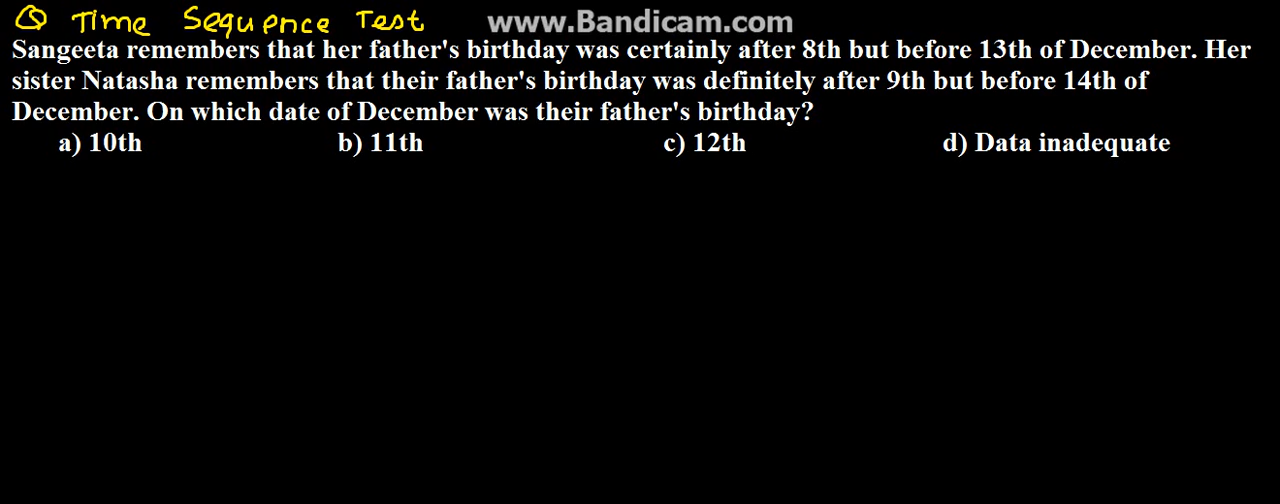 Q Time Sequence Test www.Bandicam.com
Sangeeta remembers that her father's birthday was certainly after 8th but before 13th of December. Her
sister Natasha remembers that their father's birthday was definitely after 9th but before 14th of
December. On which date of December was their father's birthday?
a) 10th b) 11th c) 12th d) Data inadequate